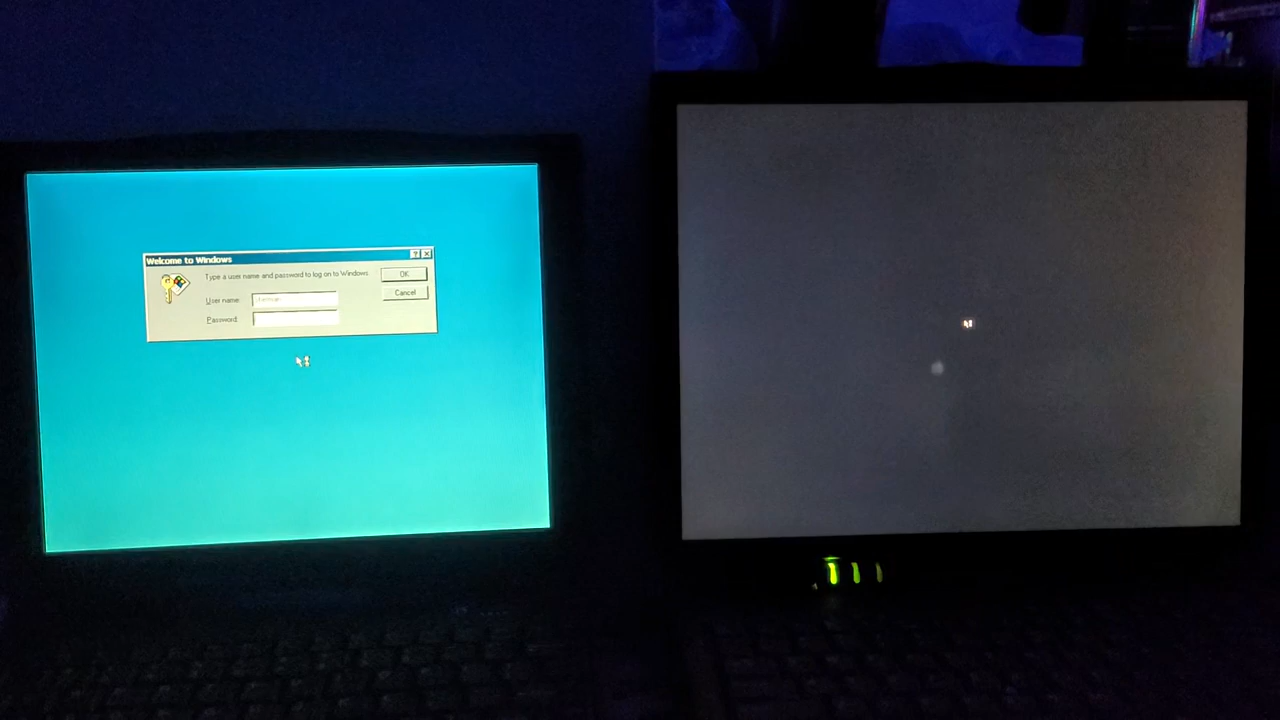 Welcome to Windows
Type a user name and password to log on to Windows.
OK
User name:
Cancel
Password: